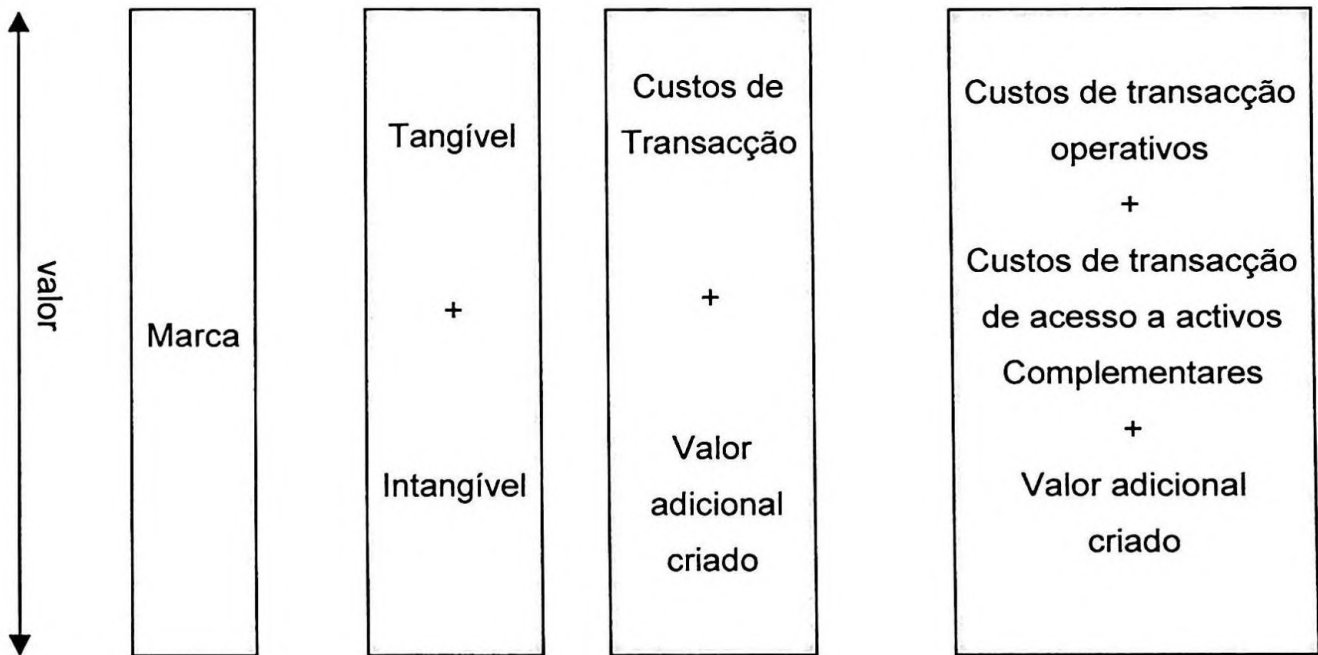 valor
Marca
Tangível
+
Intangível
Custos de
Transacção
+
Valor
adicional
criado
Custos de transacção
operativos
+
Custos de transacção
de acesso a activos
Complementares
+
Valor adicional
criado